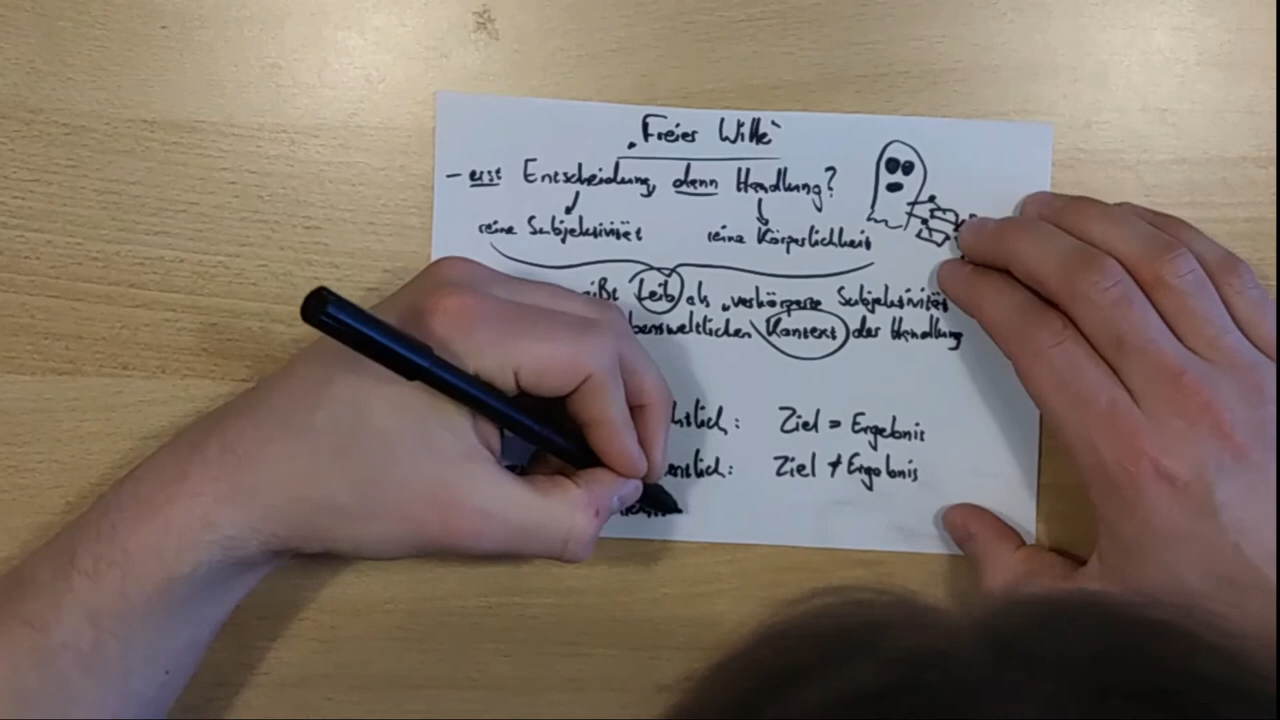 „Freier Wille“
- erst Entscheidung, dann Handlung?
reine Subjektivität reine Körperlichkeit
Leib als „verkörperte Subjektivität
Kontext der Handlung
Ziel = Ergebnis
Ziel ≠ Ergebnis